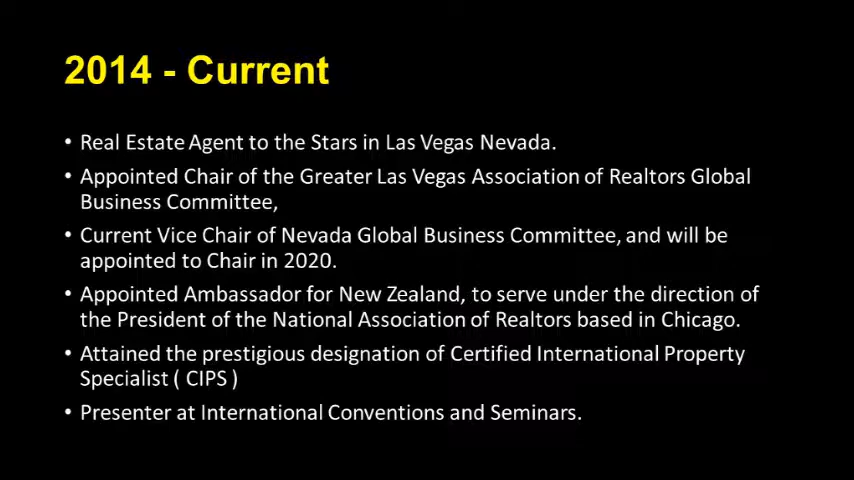 2014 - Current
• Real Estate Agent to the Stars in Las Vegas Nevada.
• Appointed Chair of the Greater Las Vegas Association of Realtors Global
Business Committee,
• Current Vice Chair of Nevada Global Business Committee, and will be
appointed to Chair in 2020.
• Appointed Ambassador for New Zealand, to serve under the direction of
the President of the National Association of Realtors based in Chicago.
• Attained the prestigious designation of Certified International Property
Specialist ( CIPS )
• Presenter at International Conventions and Seminars.